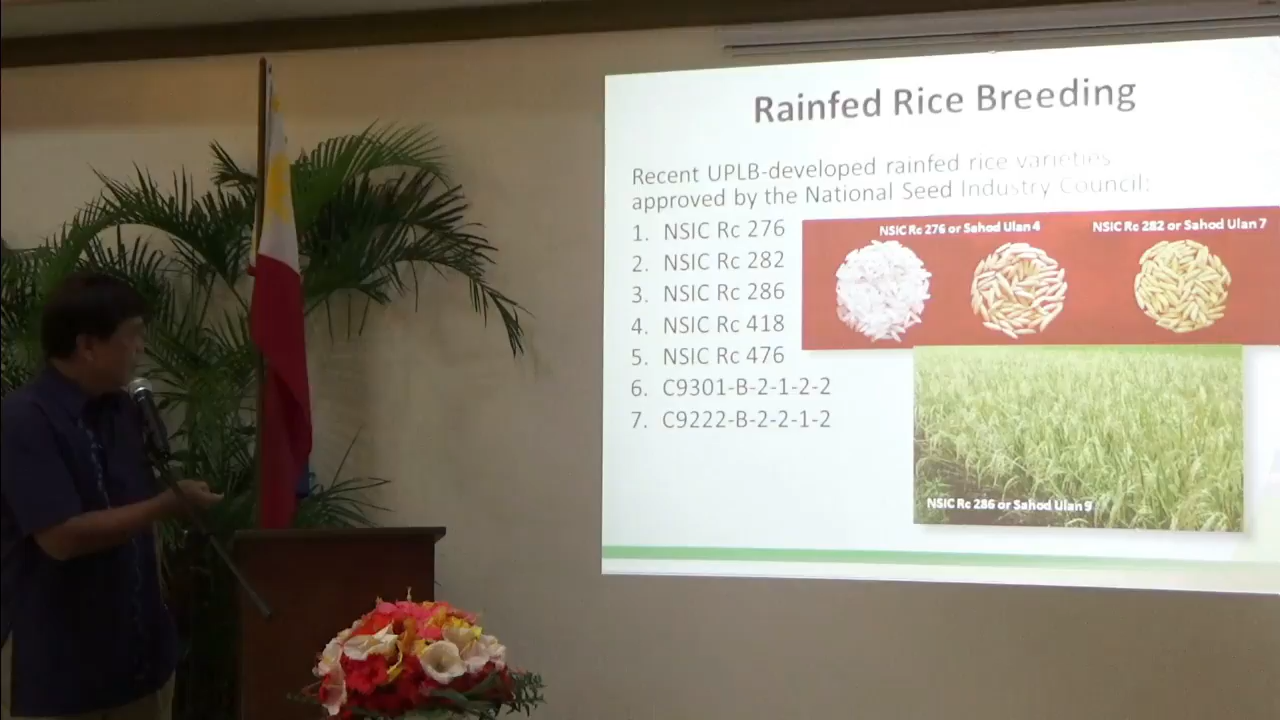 Rainfed Rice Breeding
Recent UPLB-developed rainfed rice varieties
approved by the National Seed Industry Council:
1. NSIC Rc 276
2. NSIC Rc 282
3. NSIC Rc 286
4. NSIC Rc 418
5. NSIC Rc 476
6. C9301-B-2-1-2-2
7. C9222-B-2-2-1-2
NSIC Rc 276 or Sahod Ulan 4
NSIC Rc 282 or Sahod Ulan 7
NSIC Rc 286 or Sahod Ulan 9